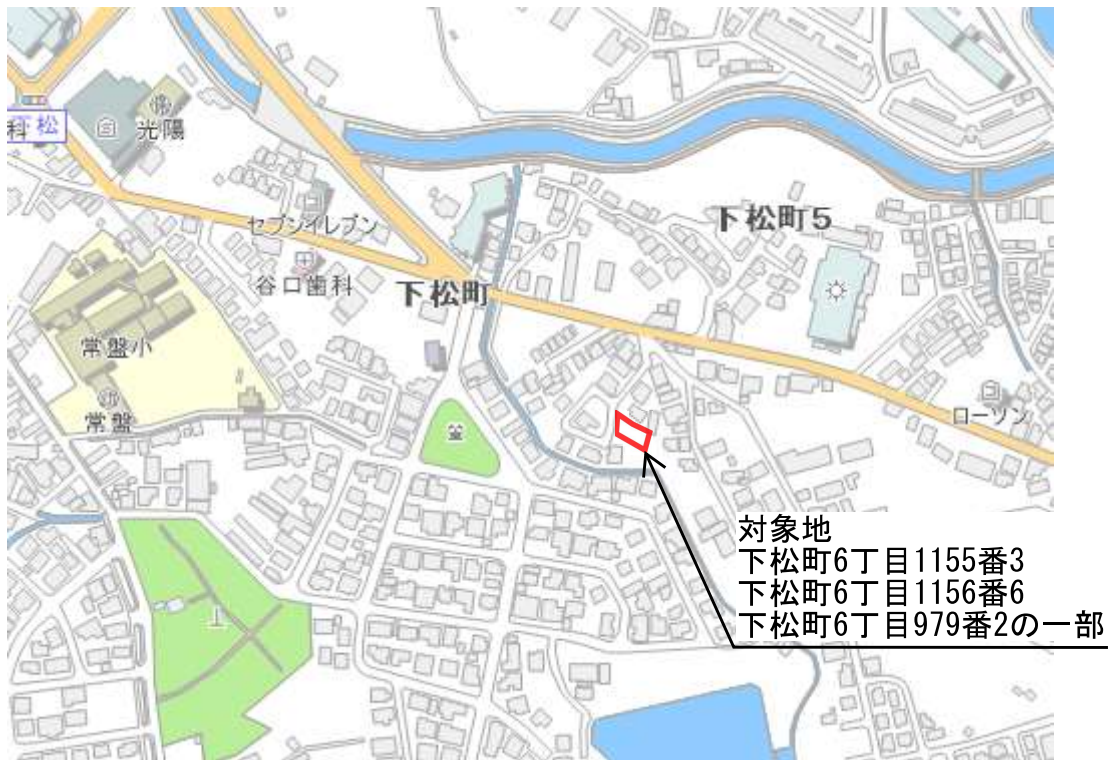 下松
科
光陽
セブンイレブン
谷口歯科
下松町
下松町5
常盤小
常盤
ローソン
対象地
下松町6丁目1155番3
下松町6丁目1156番6
下松町6丁目979番2の一部